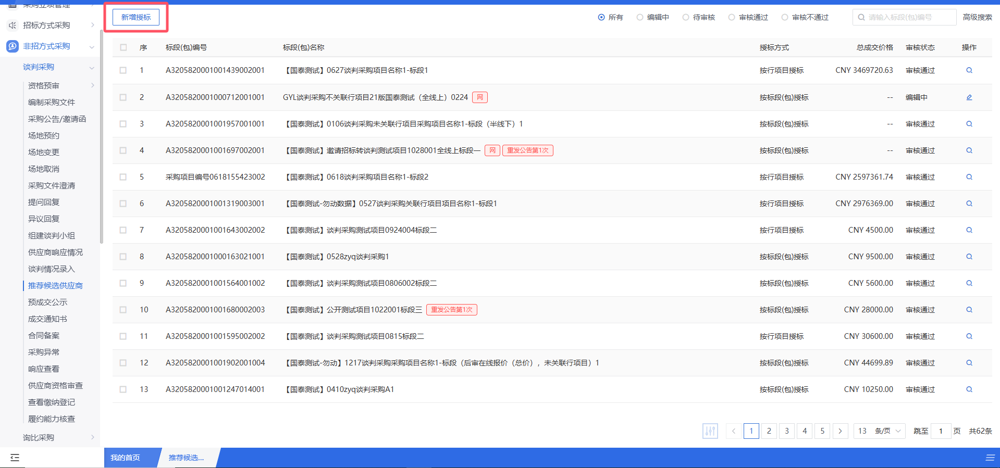 采购立项管理
招标方式采购
非招方式采购
谈判采购
资格预审
编制采购文件
采购公告/邀请函
场地预约
场地变更
场地取消
采购文件澄清
提问回复
异议回复
组建谈判小组
供应商响应情况
谈判情况录入
推荐候选供应商
预成交公示
成交通知书
合同备案
采购异常
响应查看
供应商资格审查
查看缴纳登记
履约能力核查
询比采购
新增授标
所有 编辑中 待审核 审核通过 审核不通过 请输入标段(包)编号 高级搜索
序 标段(包)编号 标段(包)名称 授标方式 总成交价格 审核状态 操作
1 A3205820001001439002001 【国泰测试】0627谈判采购项目名称1-标段1 按行项目授标 CNY 3469720.63 审核通过
2 A3205820001000712001001 GYL谈判采购不关联行项目21版国泰测试（全线上）0224 网 按标段(包)授标 -- 编辑中
3 A3205820001001957001001 【国泰测试】0106谈判采购未关联行项目采购项目名称1-标段（半线下）1 按标段(包)授标 -- 审核通过
4 A3205820001001697002001 【国泰测试】邀请招标转谈判测试项目1028001全线上标段一 网 重发公告第1次 按标段(包)授标 -- 审核通过
5 采购项目编号0618155423002 【国泰测试】0618谈判采购项目名称1-标段2 按行项目授标 CNY 2597361.74 审核通过
6 A3205820001001319003001 【国泰测试-勿动数据】0527谈判采购关联行项目项目名称1-标段1 按行项目授标 CNY 2976369.00 审核通过
7 A3205820001001643002002 【国泰测试】谈判采购测试项目0924004标段二 按行项目授标 CNY 4500.00 审核通过
8 A3205820001000163021001 【国泰测试】0528zyq谈判采购1 按标段(包)授标 CNY 9500.00 审核通过
9 A3205820001001564001002 【国泰测试】谈判采购测试项目0806002标段二 按标段(包)授标 CNY 5600.00 审核通过
10 A3205820001001680002003 【国泰测试】公开测试项目1022001标段三 重发公告第1次 按标段(包)授标 CNY 28000.00 审核通过
11 A3205820001001595002002 【国泰测试】谈判采购测试项目0815标段二 按行项目授标 CNY 30600.00 审核通过
12 A3205820001001902001004 【国泰测试-勿动】1217谈判采购采购项目名称1-标段（后审在线报价（总价），未关联行项目）1 按标段(包)授标 CNY 44699.89 审核通过
13 A3205820001001247014001 【国泰测试】0410zyq谈判采购A1 按标段(包)授标 CNY 10250.00 审核通过
1 2 3 4 5 13 条/页 跳至 1 页 共62条
我的首页 推荐候选...